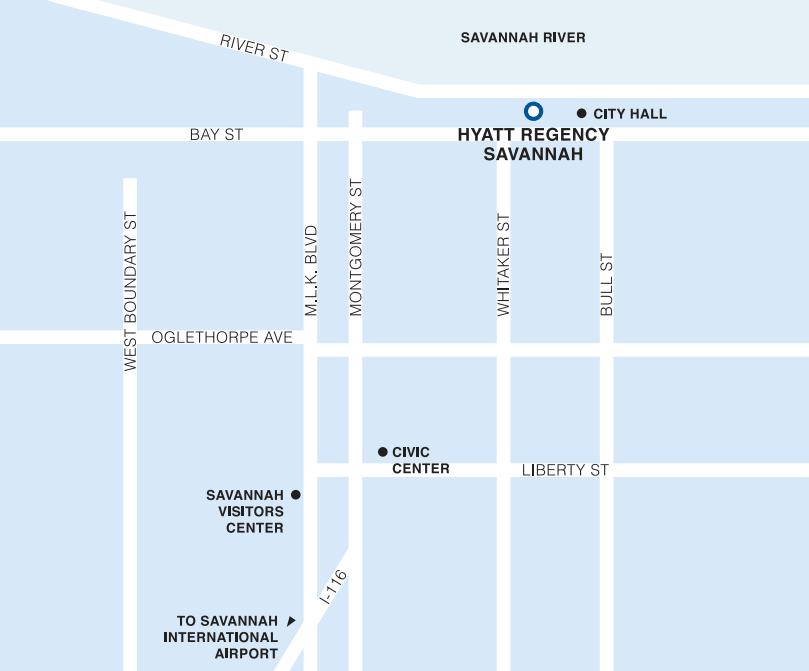 SAVANNAH RIVER
RIVER ST
CITY HALL
BAY ST
HYATT REGENCY
SAVANNAH
WEST BOUNDARY ST
M.L.K. BLVD
MONTGOMERY ST
WHITAKER ST
BULL ST
OGLETHORPE AVE
CIVIC
CENTER
LIBERTY ST
SAVANNAH
VISITORS
CENTER
I-116
TO SAVANNAH
INTERNATIONAL
AIRPORT